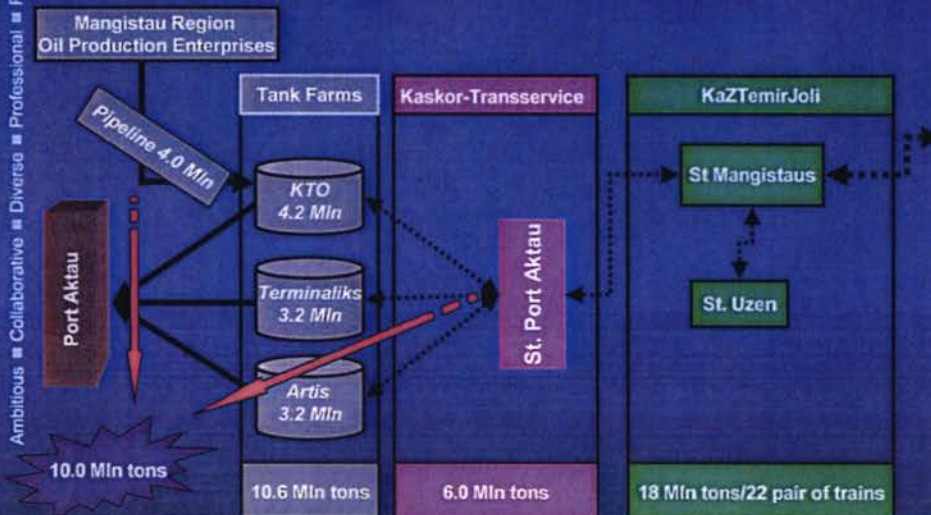 Ambitious ■ Collaborative ■ Diverse ■ Professional ■
Mangistau Region
Oil Production Enterprises
Pipeline 4.0 Mln
Tank Farms
Kaskor-Transservice
KaZTemirJoli
KTO
4.2 Mln
St Mangistaus
Port Aktau
Terminaliks
3.2 Mln
St. Port Aktau
St. Uzen
Artis
3.2 Mln
10.0 Mln tons
10.6 Mln tons
6.0 Mln tons
18 Mln tons/22 pair of trains